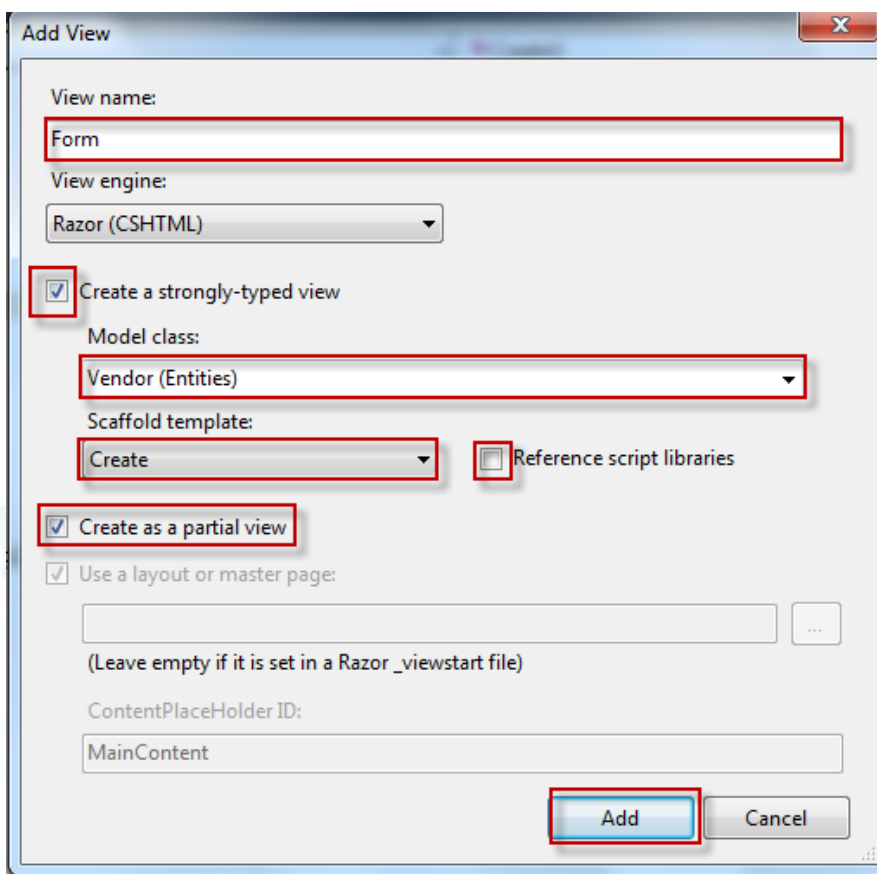 Add View
View name:
Form
View engine:
Razor (CSHTML)
Create a strongly-typed view
Model class:
Vendor (Entities)
Scaffold template:
Create
Reference script libraries
Create as a partial view
Use a layout or master page:
...
(Leave empty if it is set in a Razor _viewstart file)
ContentPlaceHolder ID:
MainContent
Add
Cancel